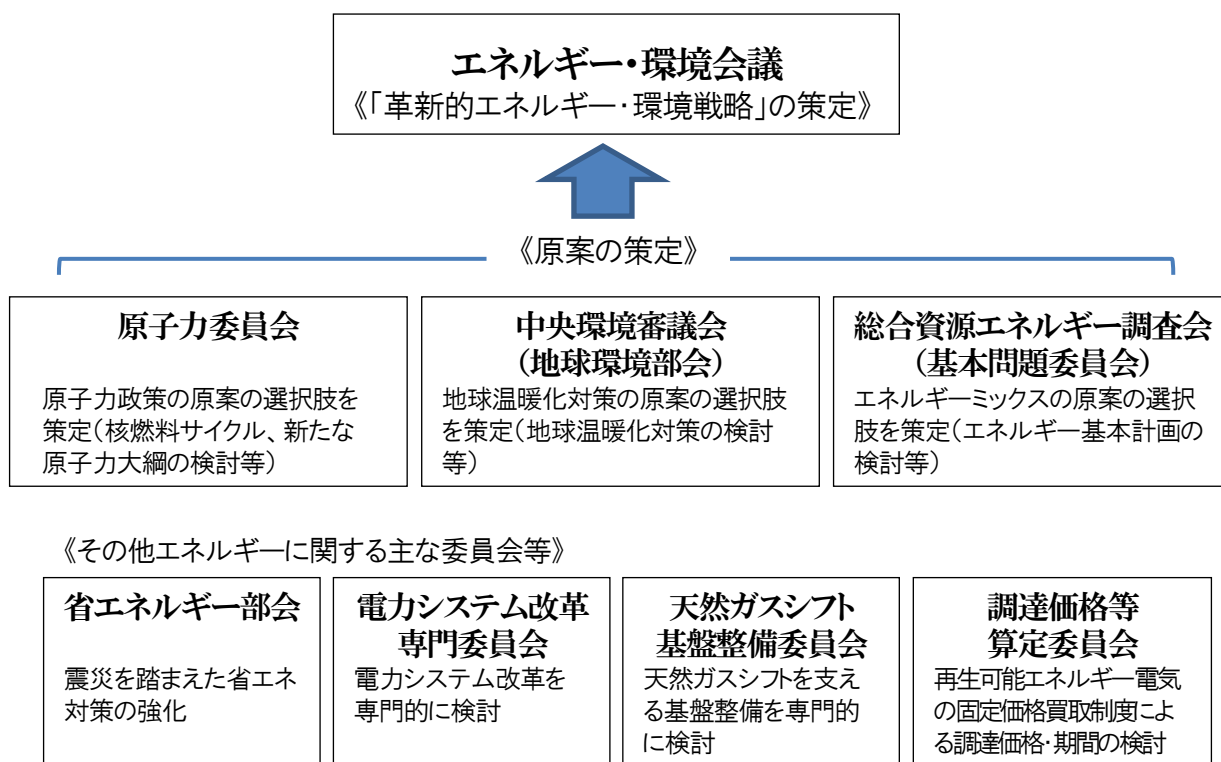 エネルギー・環境会議
《「革新的エネルギー・環境戦略」の策定》
《原案の策定》
原子力委員会
原子力政策の原案の選択肢を
策定(核燃料サイクル、新たな
原子力大綱の検討等)
中央環境審議会
(地球環境部会)
地球温暖化対策の原案の選択肢
を策定(地球温暖化対策の検討
等)
総合資源エネルギー調査会
(基本問題委員会)
エネルギーミックスの原案の選択
肢を策定(エネルギー基本計画の
検討等)
《その他エネルギーに関する主な委員会等》
省エネルギー部会
震災を踏まえた省エネ
対策の強化
電力システム改革
専門委員会
電力システム改革を
専門的に検討
天然ガスシフト
基盤整備委員会
天然ガスシフトを支え
る基盤整備を専門的
に検討
調達価格等
算定委員会
再生可能エネルギー電気
の固定価格買取制度によ
る調達価格・期間の検討